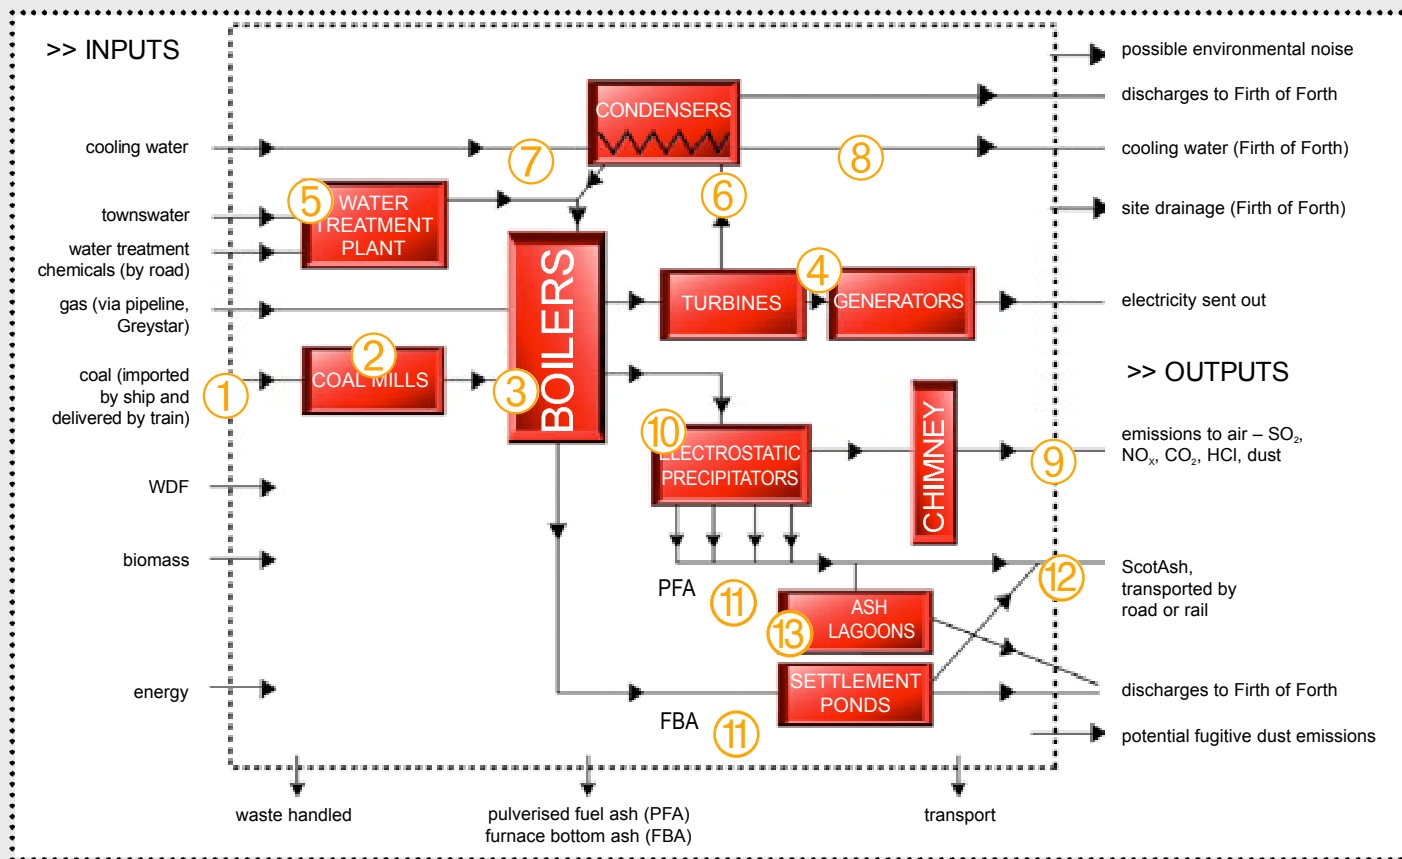 >> INPUTS
cooling water
townswater
water treatment
chemicals (by road)
gas (via pipeline,
Greystar)
coal (imported
by ship and
delivered by train)
WDF
biomass
energy
1
2
COAL MILLS
3
BOILERS
5
WATER
TREATMENT
PLANT
7
CONDENSERS
6
8
TURBINES
4
GENERATORS
10
ELECTROSTATIC
PRECIPITATORS
CHIMNEY
9
PFA
11
12
13
ASH
LAGOONS
SETTLEMENT
PONDS
FBA
11
possible environmental noise
discharges to Firth of Forth
cooling water (Firth of Forth)
site drainage (Firth of Forth)
electricity sent out
>> OUTPUTS
emissions to air – SO₂,
NOₓ, CO₂, HCl, dust
ScotAsh,
transported by
road or rail
discharges to Firth of Forth
potential fugitive dust emissions
waste handled
pulverised fuel ash (PFA)
furnace bottom ash (FBA)
transport